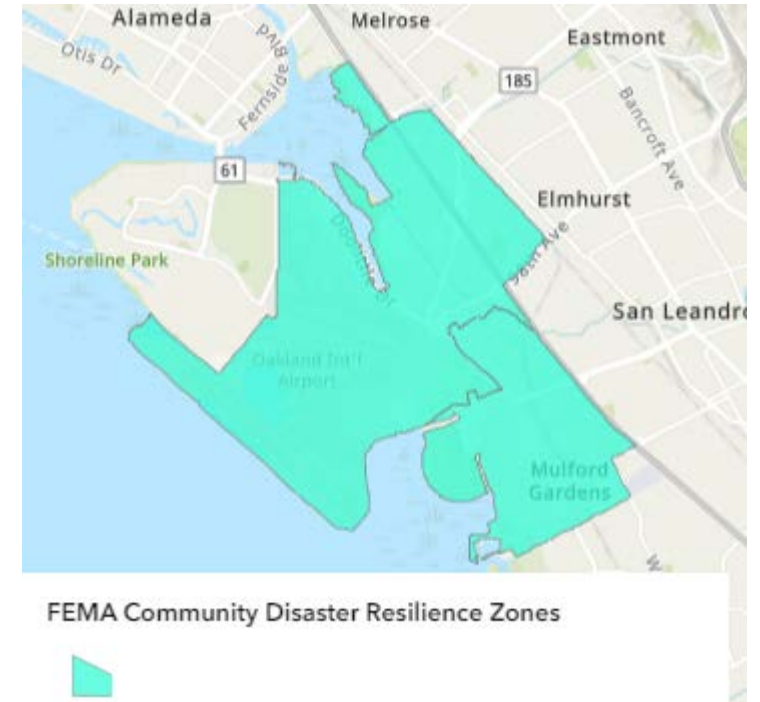 Alameda
Melrose
Eastmont
Otis Dr
Fernside Blvd
185
Bancroft Ave
61
Elmhurst
Doolittle Dr
98th Ave
Shoreline Park
San Leandro
Oakland Int'l
Airport
Mulford
Gardens
W
FEMA Community Disaster Resilience Zones